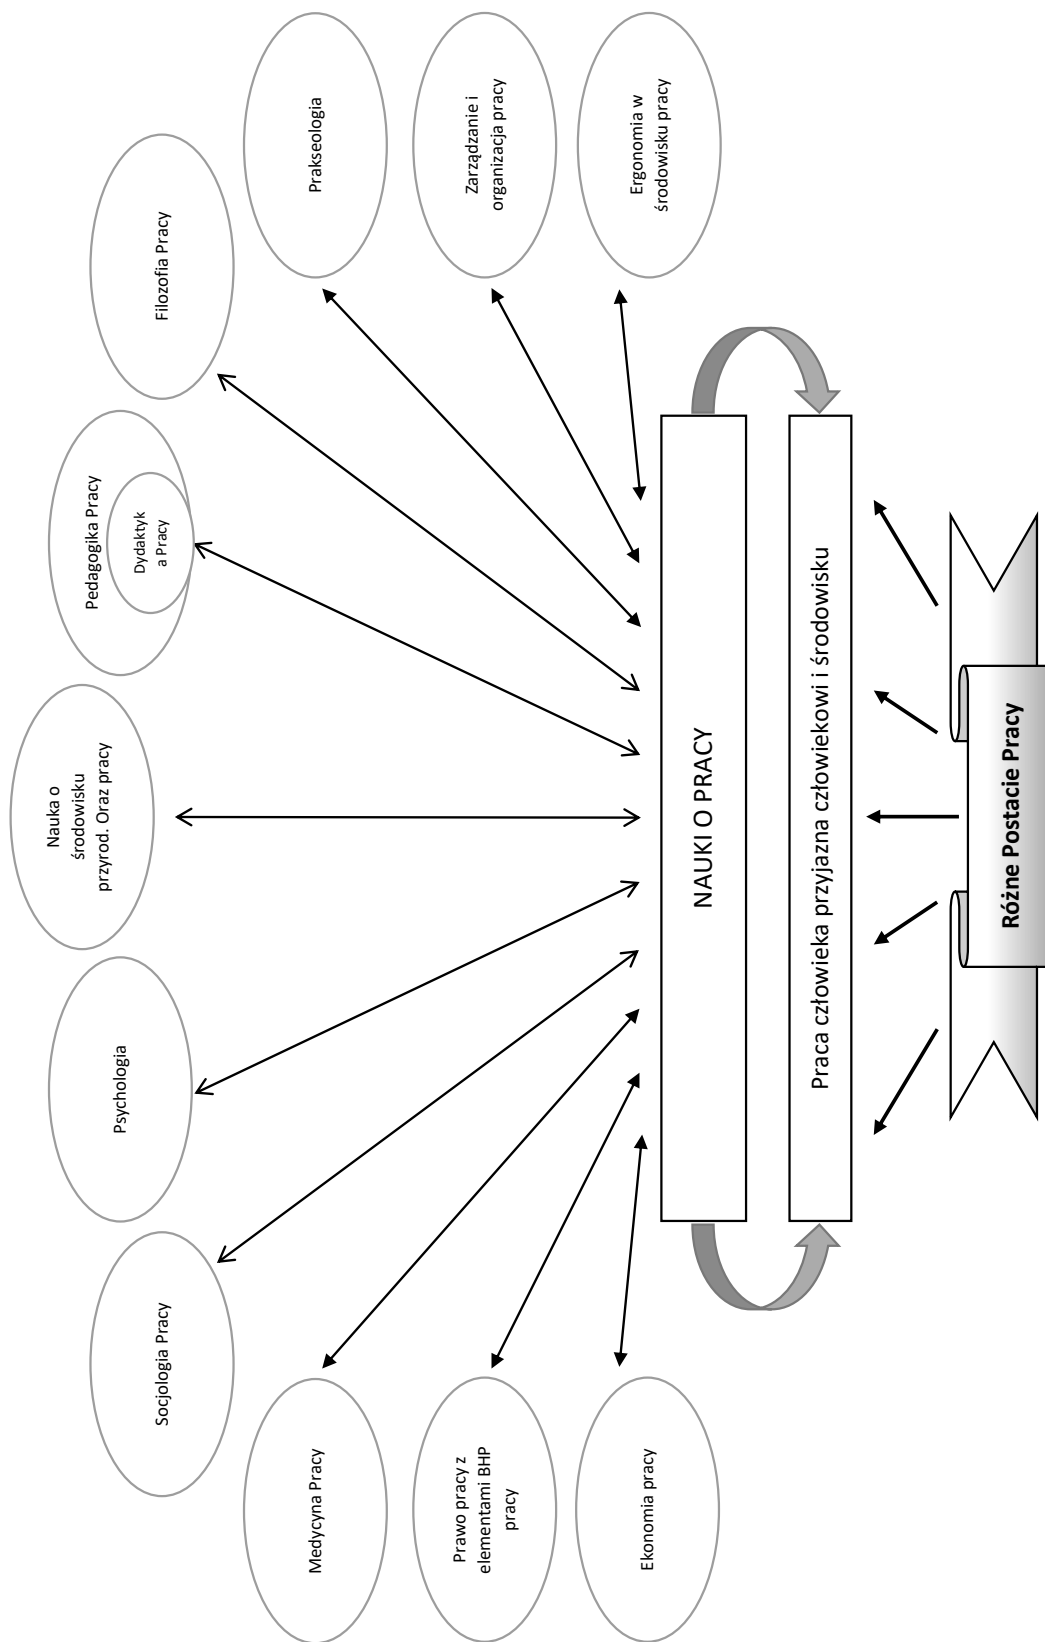 Ekonomia pracy
Prawo pracy z
elementami BHP
pracy
Medycyna Pracy
Socjologia Pracy
Psychologia
Nauka o
środowisku
przyrod. Oraz pracy
Pedagogika Pracy
Dydaktyk
a Pracy
Filozofia Pracy
Prakseologia
Zarządzanie i
organizacja pracy
Ergonomia w
środowisku pracy
NAUKI O PRACY
Praca człowieka przyjazna człowiekowi i środowisku
Różne Postacie Pracy